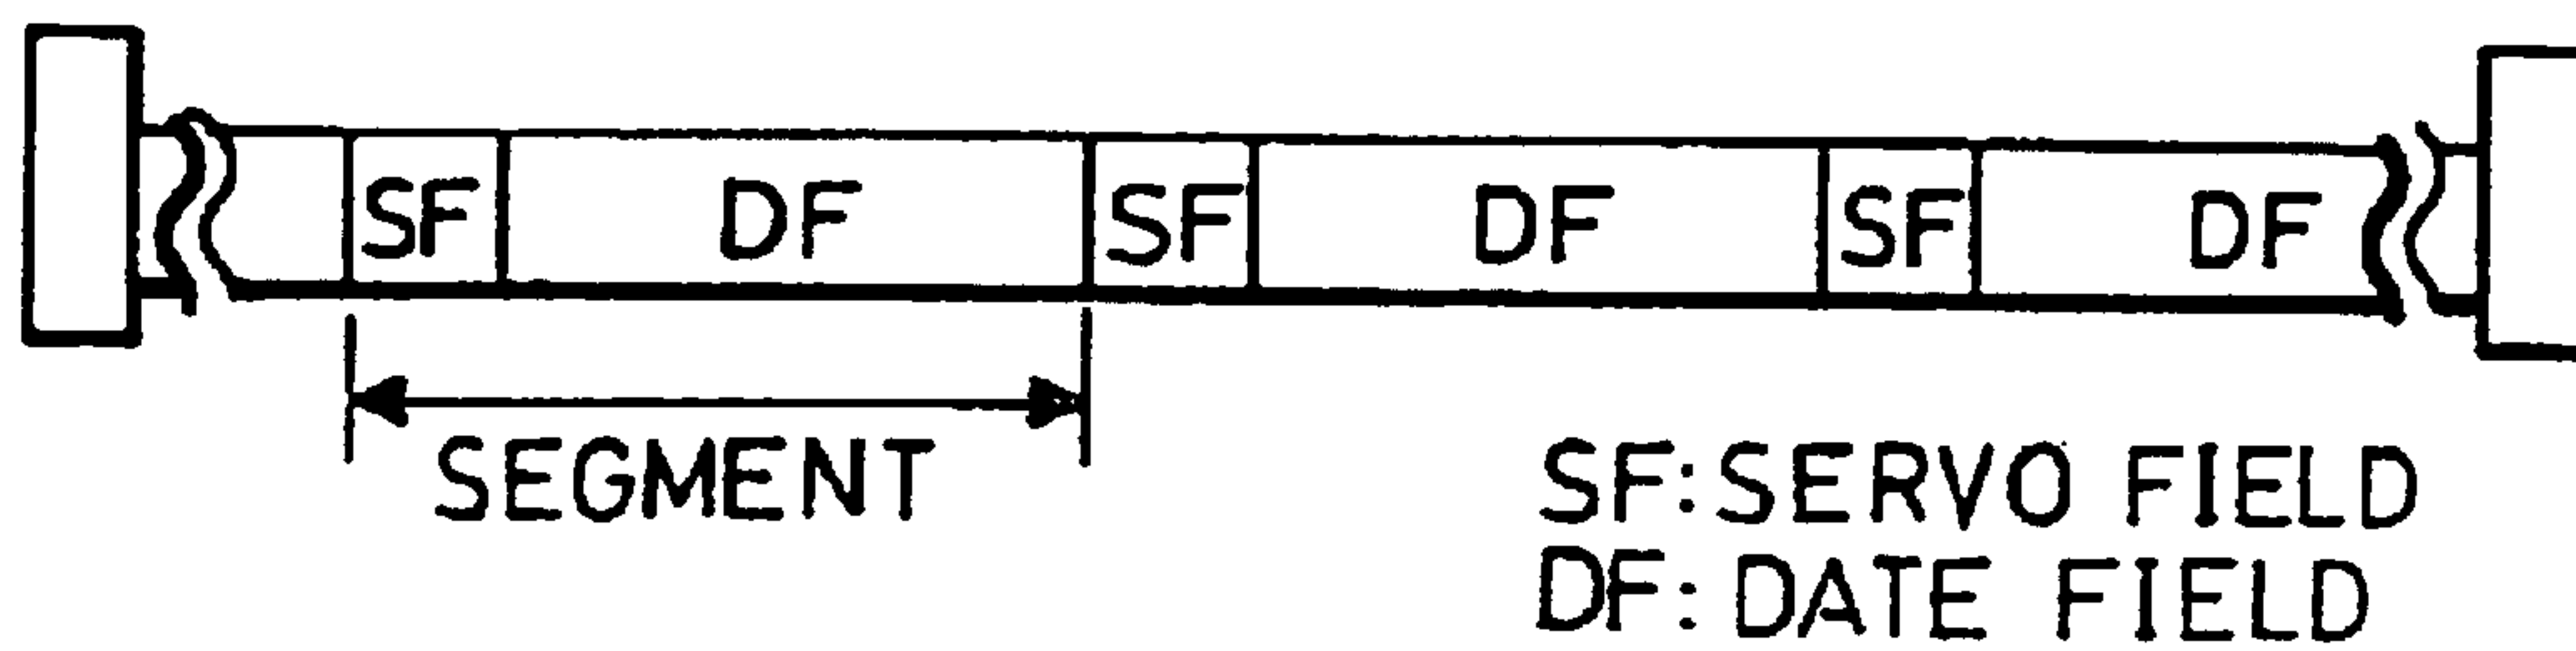 SF DF SF DF SF DF
SEGMENT
SF: SERVO FIELD
DF: DATE FIELD